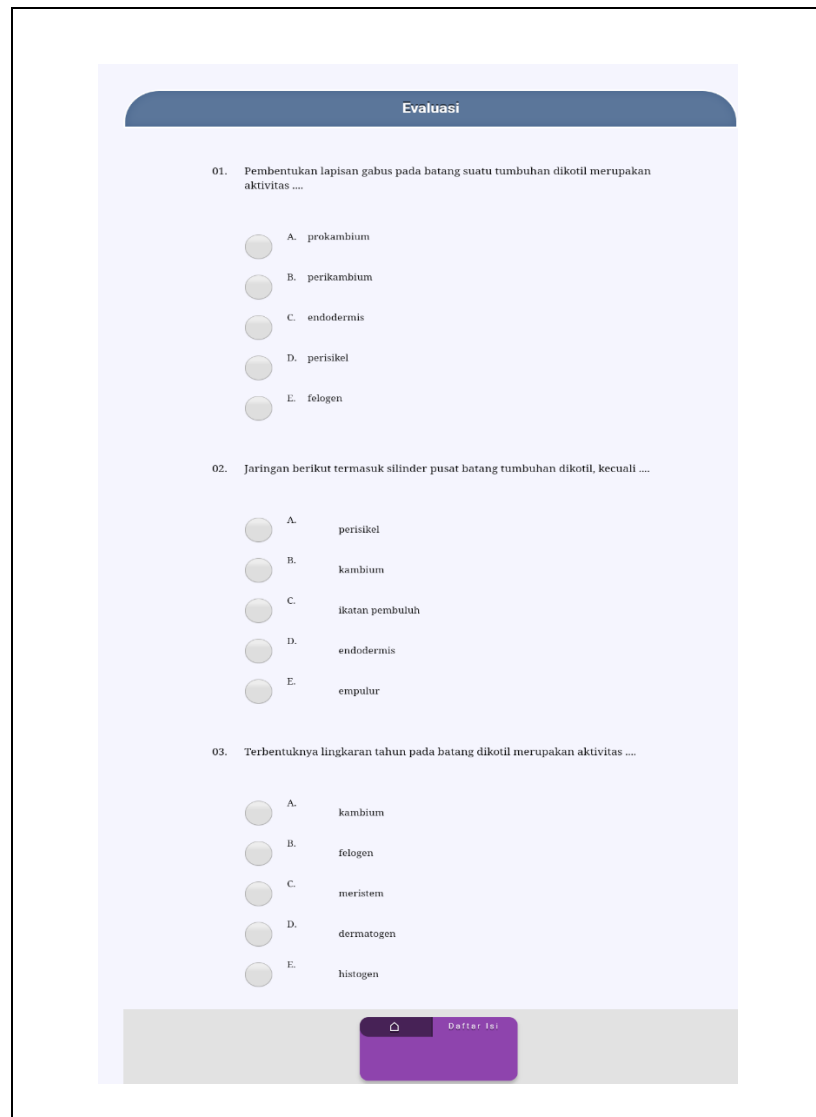 Evaluasi
01. Pembentukan lapisan gabus pada batang suatu tumbuhan dikotil merupakan
aktivitas ....
A. prokambium
B. perikambium
C. endodermis
D. perisikel
E. felogen
02. Jaringan berikut termasuk silinder pusat batang tumbuhan dikotil, kecuali ....
A. perisikel
B. kambium
C. ikatan pembuluh
D. endodermis
E. empulur
03. Terbentuknya lingkaran tahun pada batang dikotil merupakan aktivitas ....
A. kambium
B. felogen
C. meristem
D. dermatogen
E. histogen
Daftar Isi